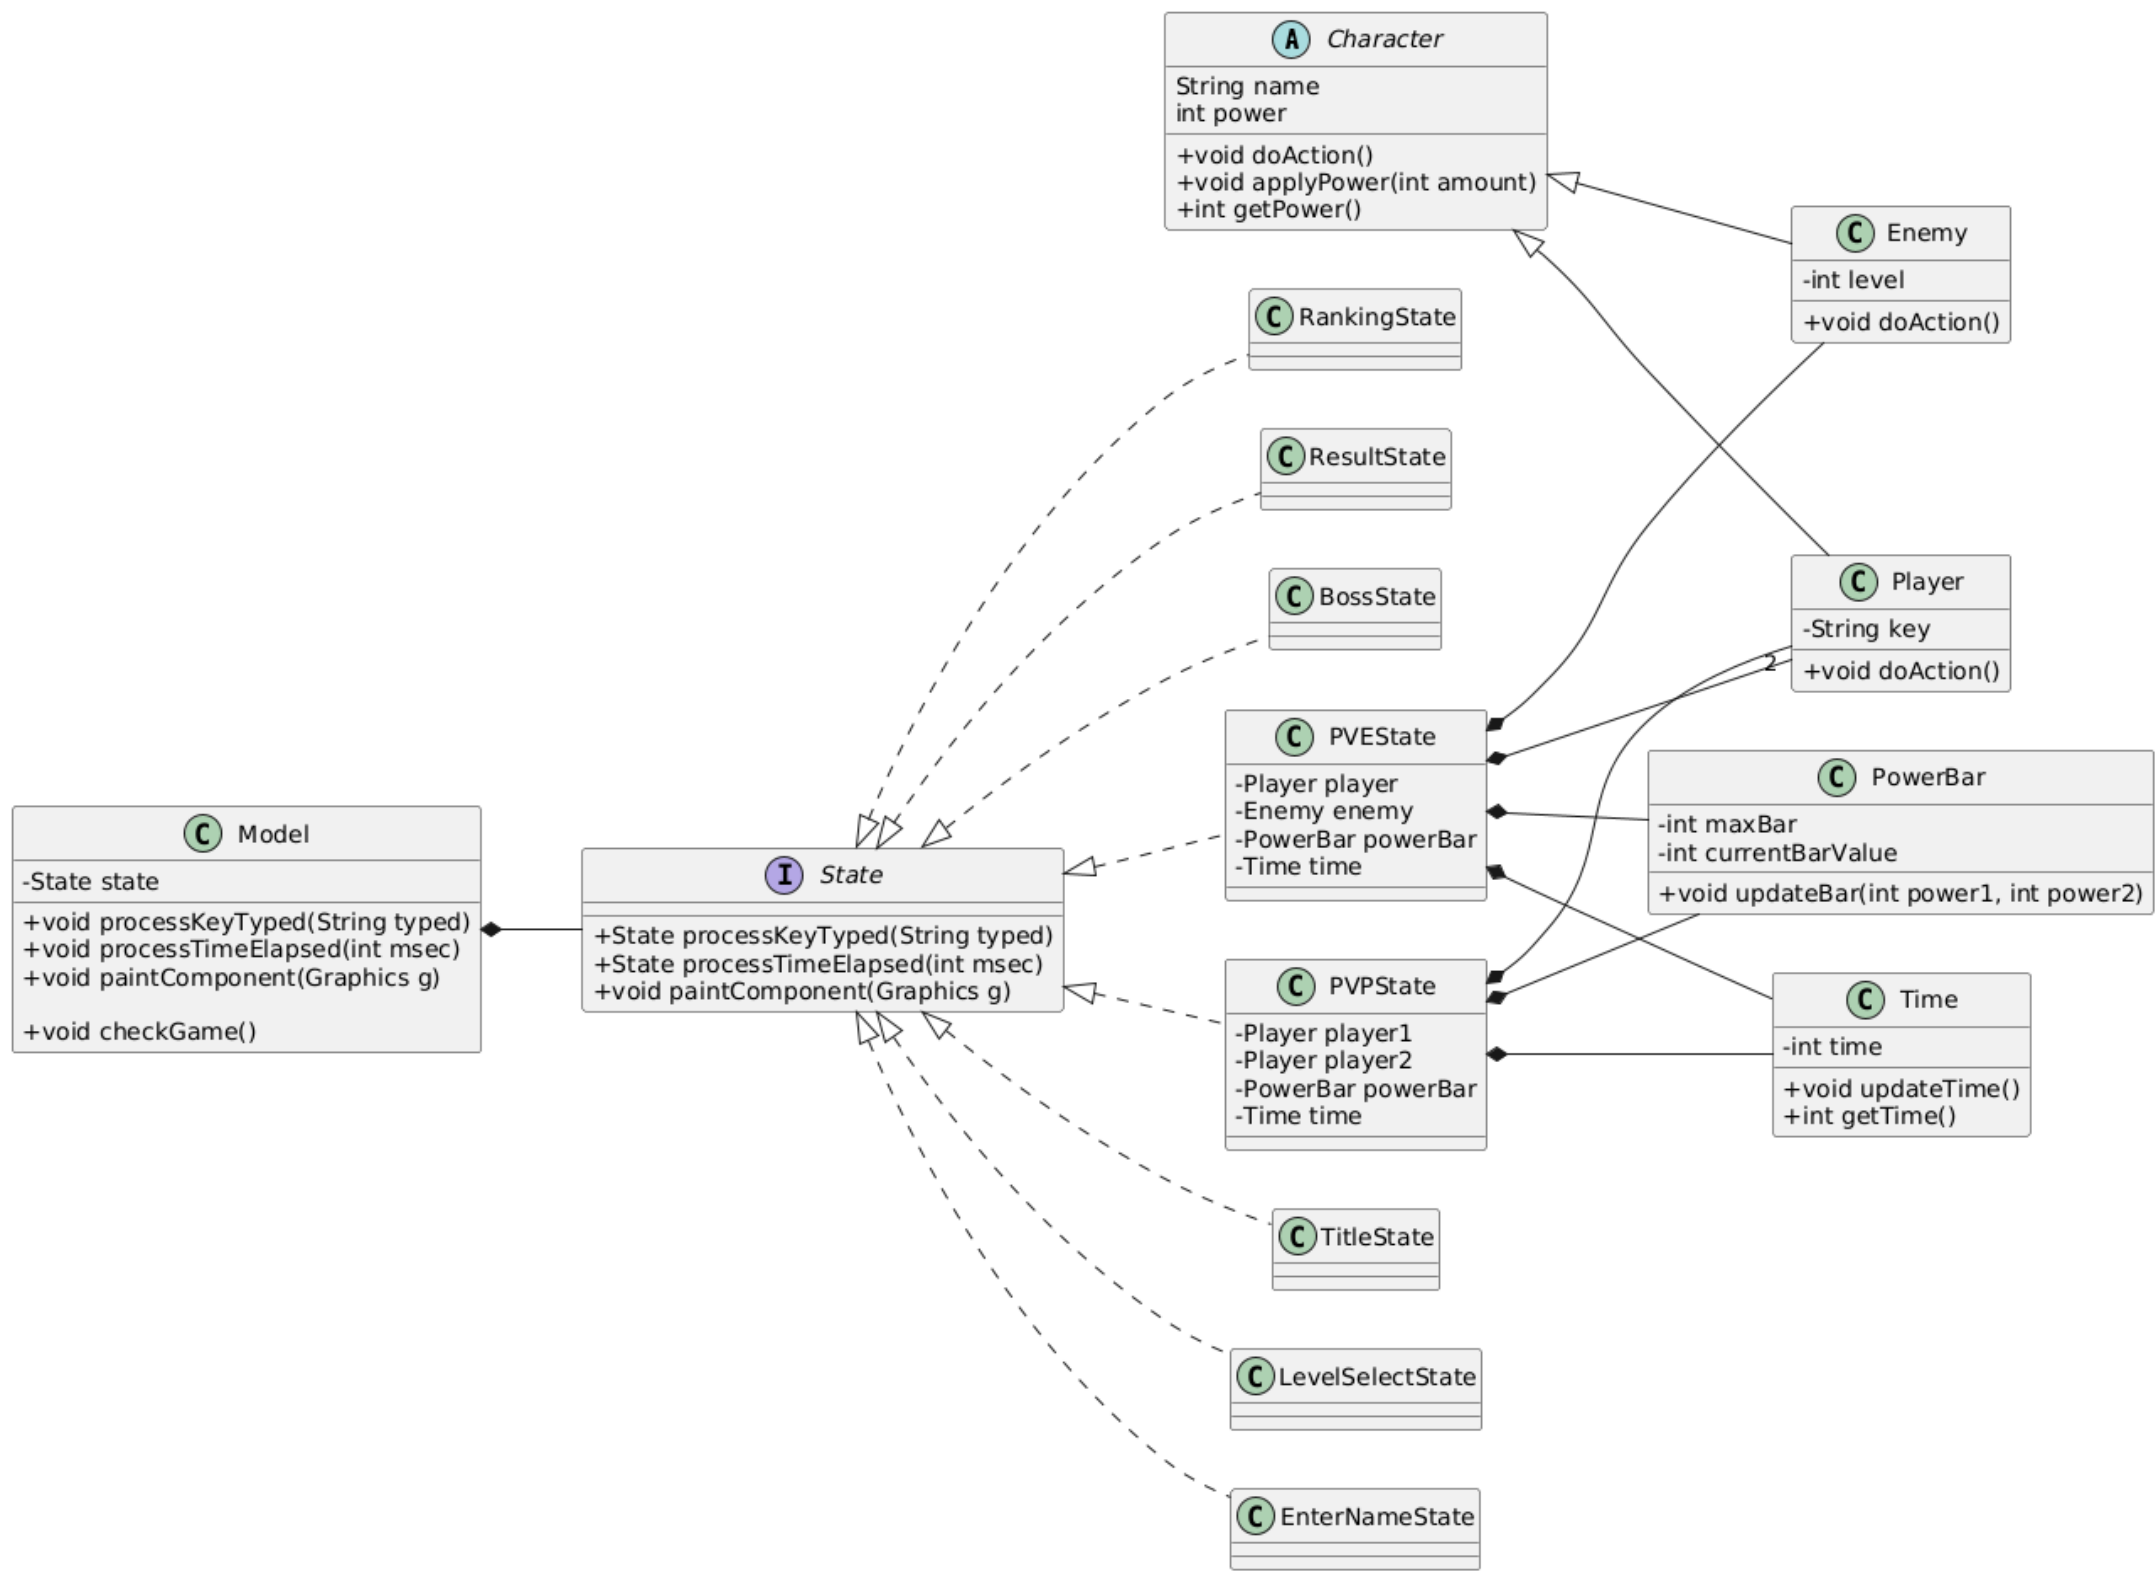 A Character
String name
int power
+void doAction()
+void applyPower(int amount)
+int getPower()
C Enemy
-int level
+void doAction()
C RankingState
C ResultState
C BossState
C Player
-String key
+void doAction()
2
C PVEState
-Player player
-Enemy enemy
-PowerBar powerBar
-Time time
C PowerBar
-int maxBar
-int currentBarValue
+void updateBar(int power1, int power2)
C Model
-State state
+void processKeyTyped(String typed)
+void processTimeElapsed(int msec)
+void paintComponent(Graphics g)
+void checkGame()
I State
+State processKeyTyped(String typed)
+State processTimeElapsed(int msec)
+void paintComponent(Graphics g)
C PVPState
-Player player1
-Player player2
-PowerBar powerBar
-Time time
C Time
-int time
+void updateTime()
+int getTime()
C TitleState
C LevelSelectState
C EnterNameState